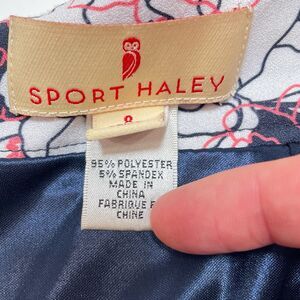 SPORT HALEY
8
95% POLYESTER
5% SPANDEX
MADE IN
CHINA
FABRIQUE E
CHINE